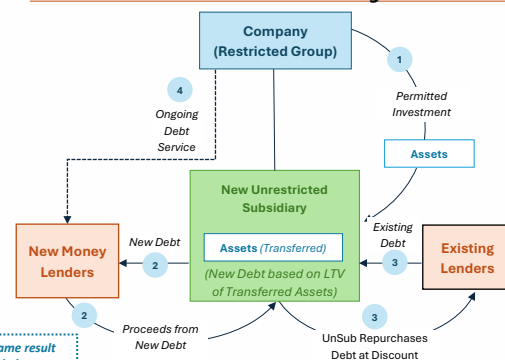 Company
(Restricted Group)
1
4
Ongoing
Debt
Service
Permitted
Investment
Assets
New Unrestricted
Subsidiary
Assets (Transferred)
(New Debt based on LTV
of Transferred Assets)
New Money
Lenders
New Debt
2
Existing
Debt
3
Existing
Lenders
2
Proceeds from
New Debt
3
UnSub Repurchases
Debt at Discount
ame result